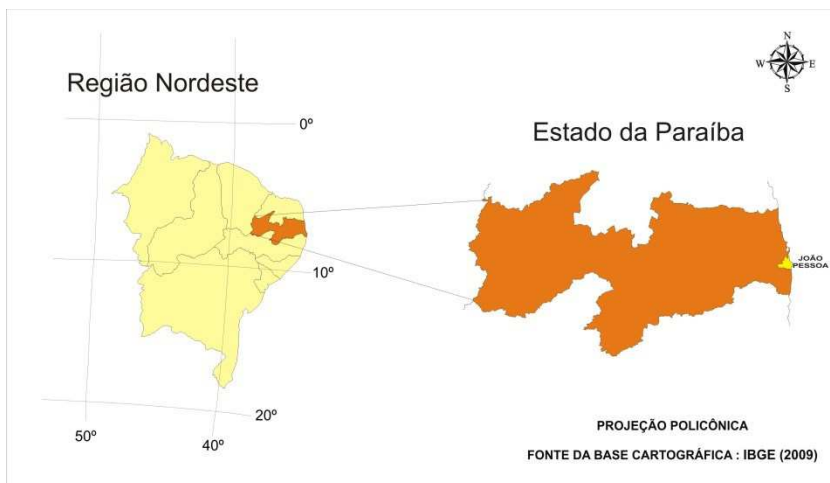 N
W E
S
Região Nordeste
Estado da Paraíba
0º
10º
20º
50º
40º
JOÃO
PESSOA
PROJEÇÃO POLICÔNICA
FONTE DA BASE CARTOGRÁFICA : IBGE (2009)